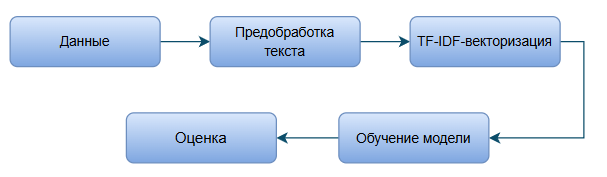 Данные
Предобработка
текста
TF-IDF-векторизация
Обучение модели
Оценка